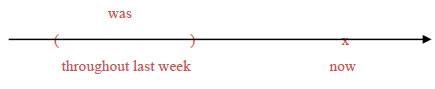 was
( ) x
throughout last week now